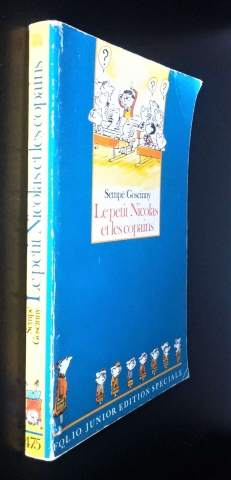 ?
?
Sempé/Goscinny
Le petit Nicolas
et les copains
FOLIO JUNIOR EDITION SPECIALE
Le petit Nicolas et les copains
Sempé
Goscinny
475